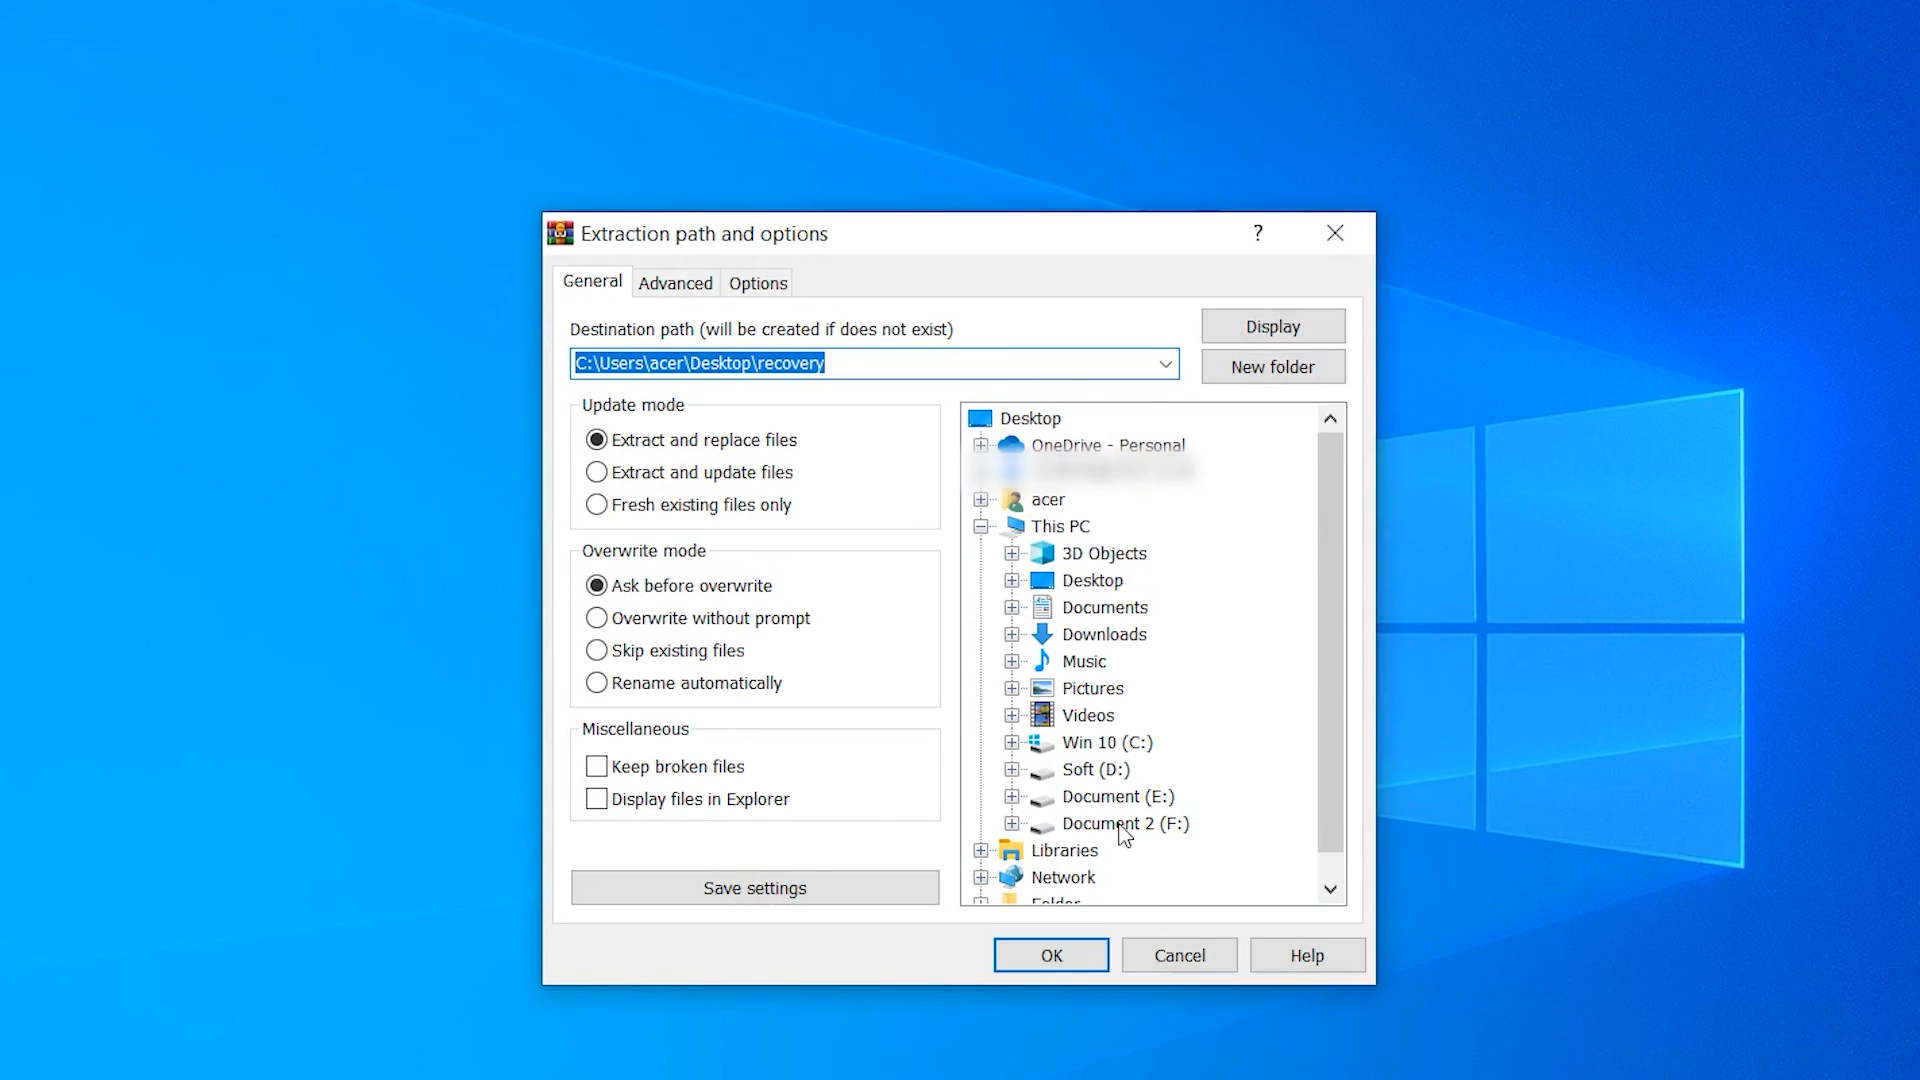 Extraction path and options
?
General
Advanced
Options
Destination path (will be created if does not exist)
Display
C:\Users\acer\Desktop\recovery
New folder
Update mode
Extract and replace files
Extract and update files
Fresh existing files only
Overwrite mode
Ask before overwrite
Overwrite without prompt
Skip existing files
Rename automatically
Miscellaneous
Keep broken files
Display files in Explorer
Save settings
Desktop
OneDrive - Personal
acer
This PC
3D Objects
Desktop
Documents
Downloads
Music
Pictures
Videos
Win 10 (C:)
Soft (D:)
Document (E:)
Document 2 (F:)
Libraries
Network
OK
Cancel
Help